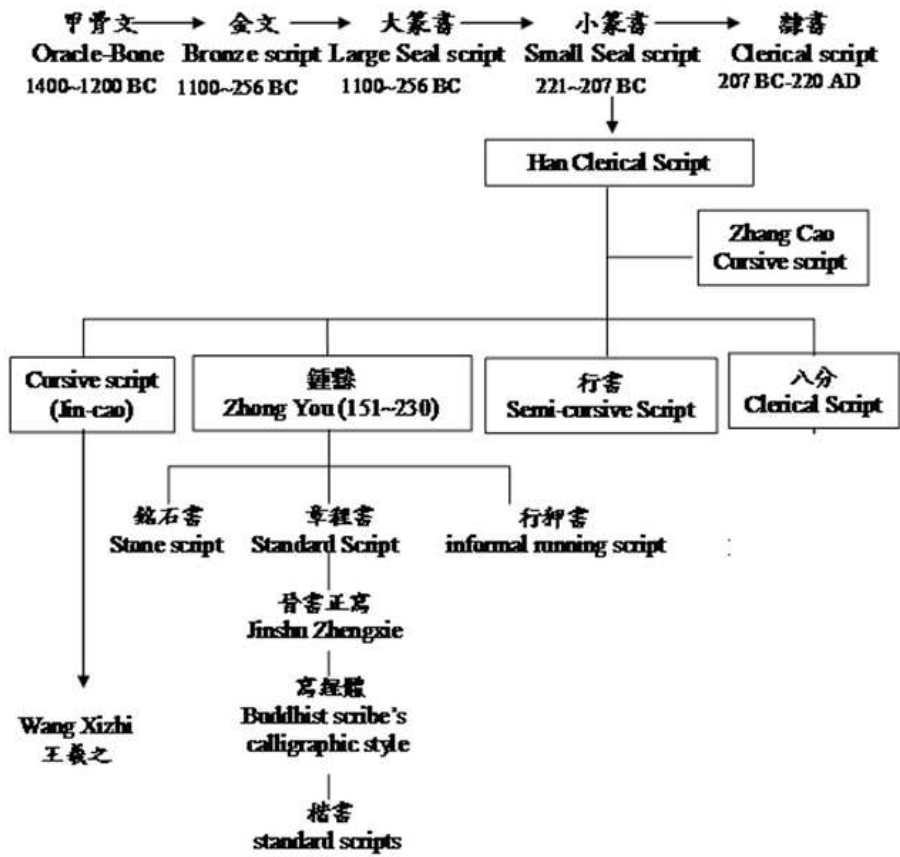 甲骨文 金文 大篆書 小篆書 隸書
Oracle-Bone Bronze script Large Seal script Small Seal script Clerical script
1400~1200 BC 1100~256 BC 1100~256 BC 221~207 BC 207 BC-220 AD
Han Clerical Script
Zhang Cao
Cursive script
Cursive script
(Jin-cao)
鍾繇
Zhong You (151~230)
行書
Semi-cursive Script
八分
Clerical Script
銘石書
Stone script
章程書
Standard Script
行押書
informal running script
:
晉書正寫
Jinshu Zhengxie
寫經體
Buddhist scribe's
calligraphic style
Wang Xizhi
王羲之
楷書
standard scripts